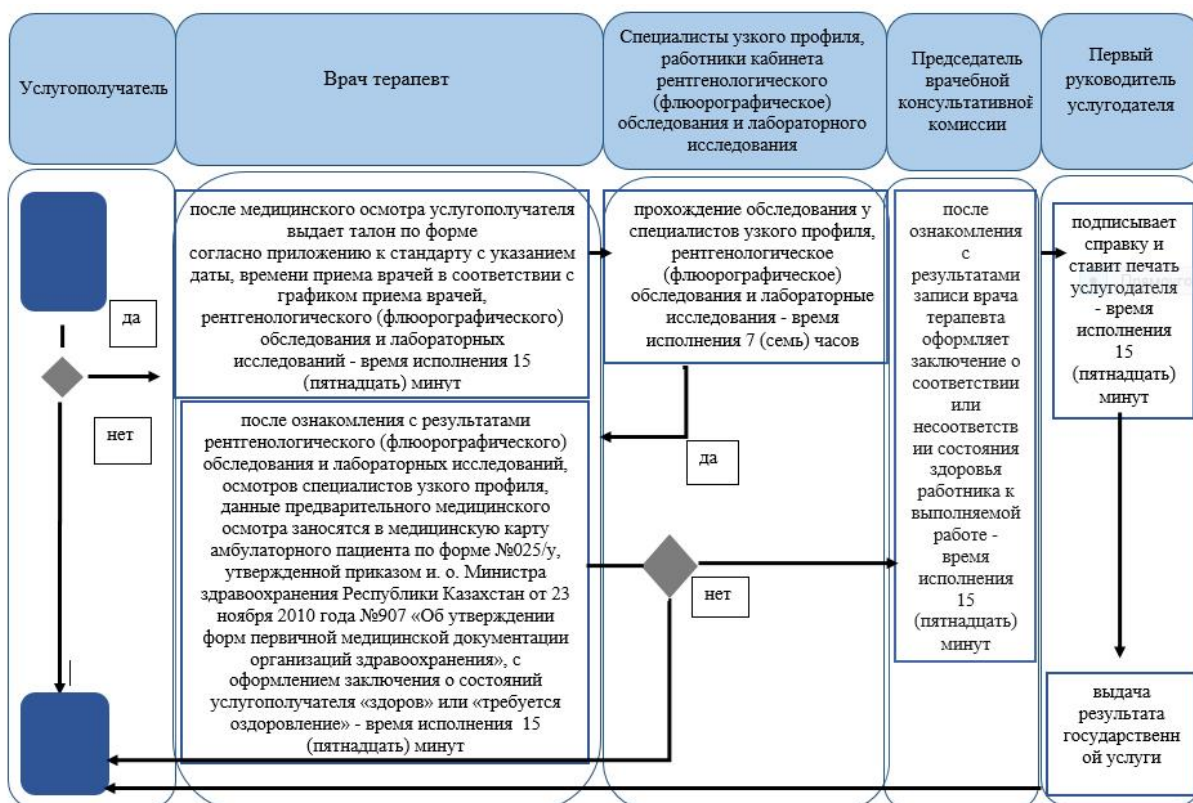 Услугополучатель
Врач терапевт
Специалисты узкого профиля,
работники кабинета
рентгенологического
(флюорографическое)
обследования и лабораторного
исследования
Председатель
врачебной
консультативной
комиссии
Первый
руководитель
услугодателя
после медицинского осмотра услугополучателя
выдает талон по форме
согласно приложению к стандарту с указанием
даты, времени приема врачей в соответствии с
графиком приема врачей,
рентгенологического (флюорографического)
обследования и лабораторных
исследований - время исполнения 15
(пятнадцать) минут
прохождение обследования у
специалистов узкого профиля,
рентгенологическое
(флюорографическое)
обследования и лабораторные
исследования - время
исполнения 7 (семь) часов
после
ознакомления
с
результатами
записи врача
терапевта
оформляет
заключение о
соответствии
или
несоответств
ии состояния
здоровья
работника к
выполняемой
работе -
время
исполнения
15
(пятнадцать)
минут
подписывает
справку и
ставит печать
услугодателя
- время
исполнения
15
(пятнадцать)
минут
да
нет
после ознакомления с результатами
рентгенологического (флюорографического)
обследования и лабораторных исследований,
осмотров специалистов узкого профиля,
данные предварительного медицинского
осмотра заносятся в медицинскую карту
амбулаторного пациента по форме №025/у,
утвержденной приказом и. о. Министра
здравоохранения Республики Казахстан от 23
ноября 2010 года №907 «Об утверждении
форм первичной медицинской документации
организаций здравоохранения», с
оформлением заключения о состояний
услугополучателя «здоров» или «требуется
оздоровление» - время исполнения 15
(пятнадцать) минут
да
нет
выдача
результата
государственн
ой услуги